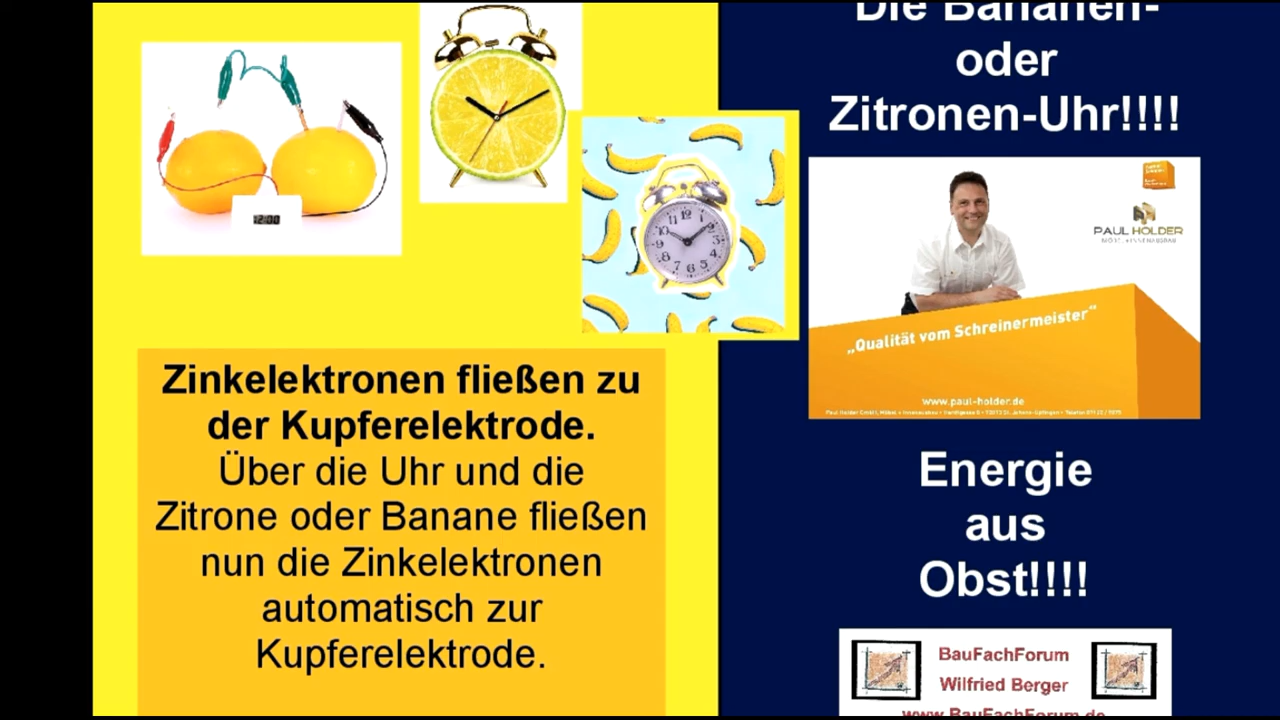 Die Bananen-
oder
Zitronen-Uhr!!!!
12:00
PAUL HOLDER
„Qualität vom Schreinermeister“
www.paul-holder.de
Zinkelektronen fließen zu
der Kupferelektrode.
Über die Uhr und die
Zitrone oder Banane fließen
nun die Zinkelektronen
automatisch zur
Kupferelektrode.
Energie
aus
Obst!!!!
BauFachForum
Wilfried Berger
www.BauFachForum.de